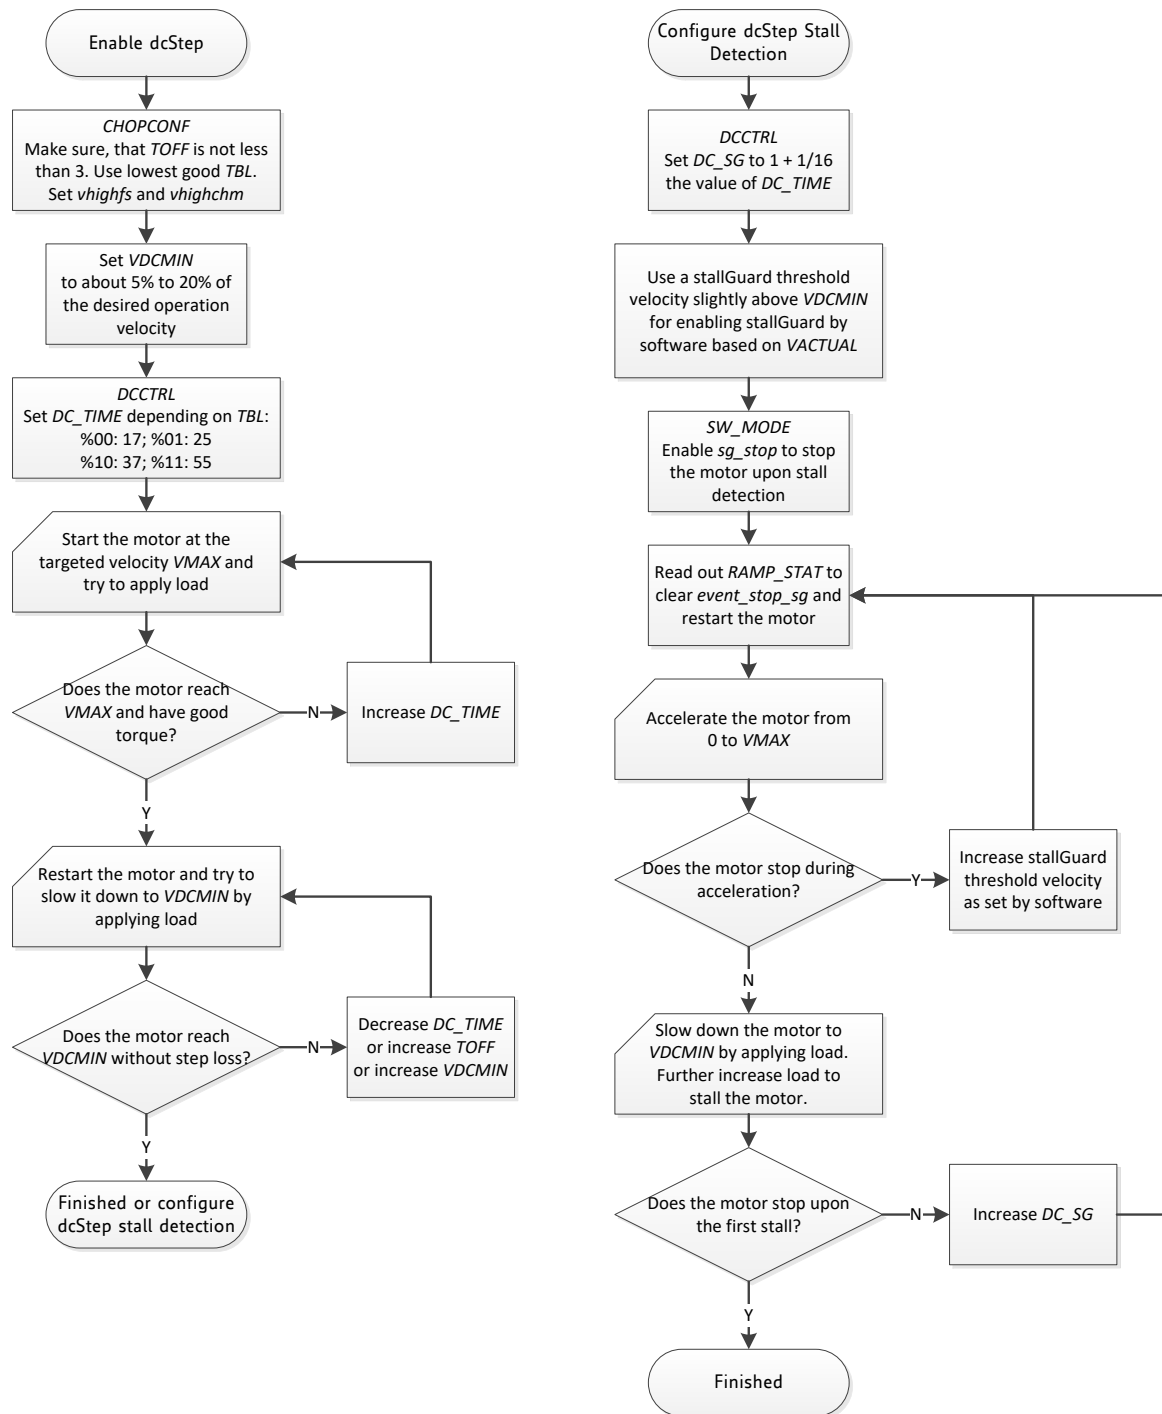 Enable dcStep
CHOPCONF
Make sure, that TOFF is not less
than 3. Use lowest good TBL.
Set vhighfs and vhighchm
Set VDCMIN
to about 5% to 20% of
the desired operation
velocity
DCCTRL
Set DC_TIME depending on TBL:
%00: 17; %01: 25
%10: 37; %11: 55
Start the motor at the
targeted velocity VMAX and
try to apply load
Does the motor reach
VMAX and have good
torque?
N
Increase DC_TIME
Y
Restart the motor and try to
slow it down to VDCMIN by
applying load
Does the motor reach
VDCMIN without step loss?
N
Decrease DC_TIME
or increase TOFF
or increase VDCMIN
Y
Finished or configure
dcStep stall detection
Configure dcStep Stall
Detection
DCCTRL
Set DC_SG to 1 + 1/16
the value of DC_TIME
Use a stallGuard threshold
velocity slightly above VDCMIN
for enabling stallGuard by
software based on VACTUAL
SW_MODE
Enable sg_stop to stop
the motor upon stall
detection
Read out RAMP_STAT to
clear event_stop_sg and
restart the motor
Accelerate the motor from
0 to VMAX
Does the motor stop during
acceleration?
Y
Increase stallGuard
threshold velocity
as set by software
N
Slow down the motor to
VDCMIN by applying load.
Further increase load to
stall the motor.
Does the motor stop upon
the first stall?
N
Increase DC_SG
Y
Finished